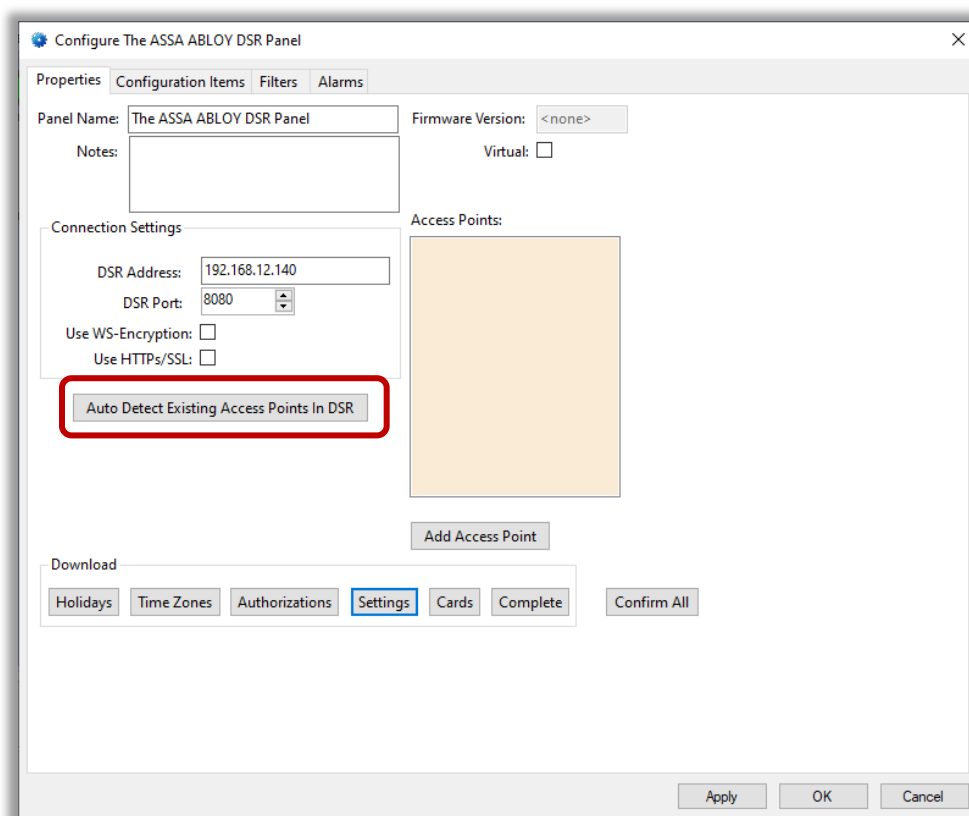 Configure The ASSA ABLOY DSR Panel
Properties Configuration Items Filters Alarms
Panel Name: The ASSA ABLOY DSR Panel Firmware Version: <none>
Notes: Virtual:
Connection Settings Access Points:
DSR Address: 192.168.12.140
DSR Port: 8080
Use WS-Encryption:
Use HTTPs/SSL:
Auto Detect Existing Access Points In DSR
Add Access Point
Download
Holidays Time Zones Authorizations Settings Cards Complete Confirm All
Apply OK Cancel